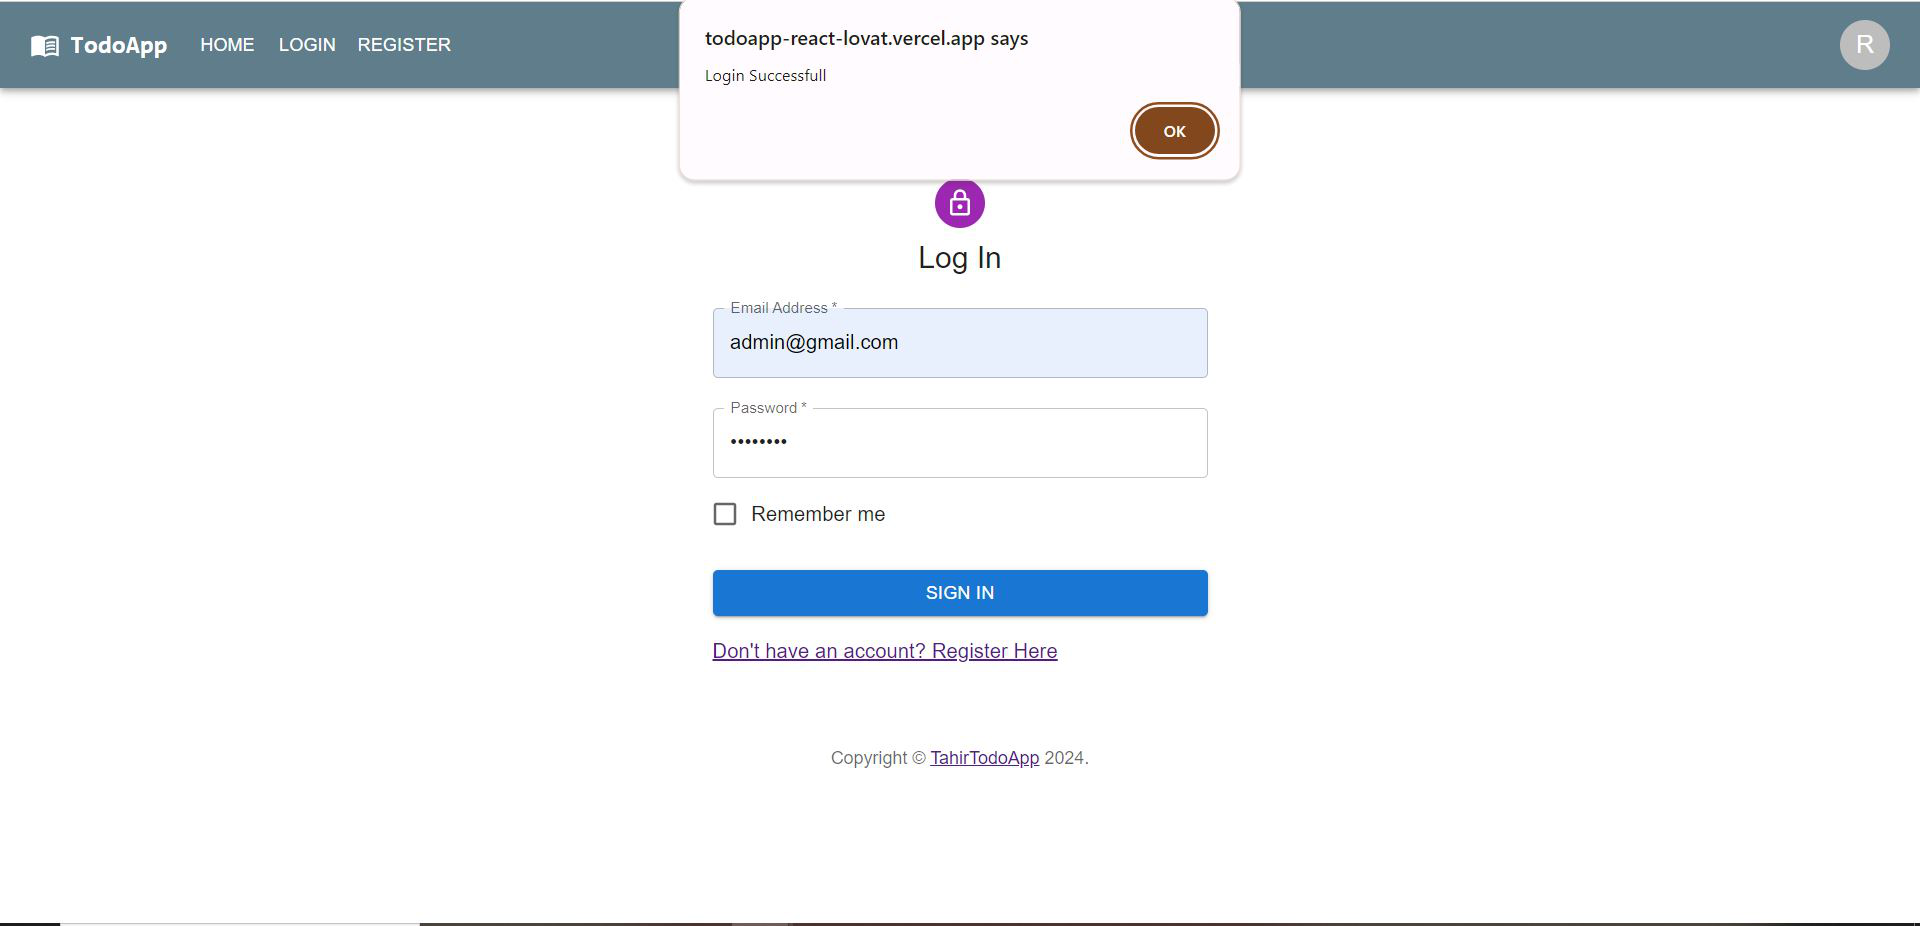 TodoApp HOME LOGIN REGISTER
R
todoapp-react-lovat.vercel.app says
Login Successfull
OK
Log In
Email Address *
admin@gmail.com
Password *
••••••••
Remember me
SIGN IN
Don't have an account? Register Here
Copyright © TahirTodoApp 2024.